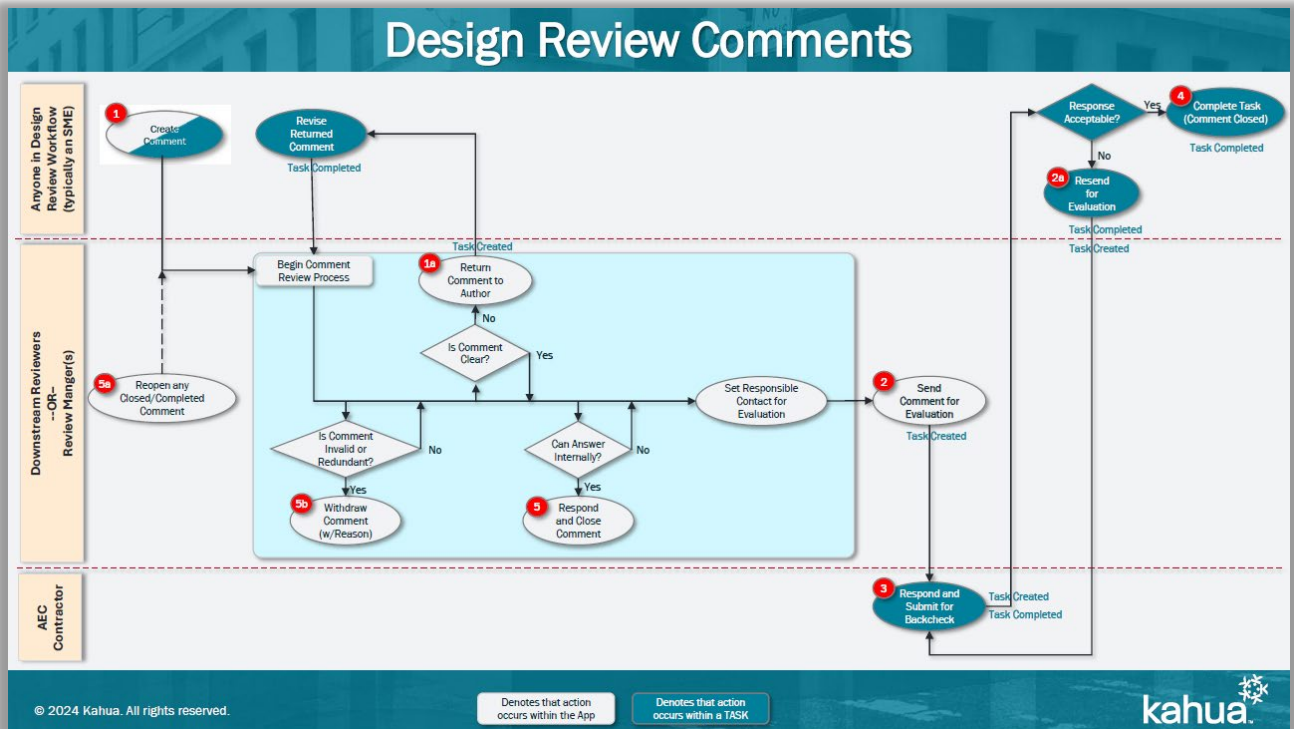 Design Review Comments
Anyone in Design
Review Workflow
(typically an SME)
1
Create
Comment
Revise
Returned
Comment
Task Completed
Response
Acceptable?
Yes
4
Complete Task
(Comment Closed)
Task Completed
No
2a
Resend
for
Evaluation
Task Completed
Task Created
Downstream Reviewers
--OR--
Review Manger(s)
Begin Comment
Review Process
Task Created
1a
Return
Comment to
Author
No
Is Comment
Clear?
Yes
5a
Reopen any
Closed/Completed
Comment
Set Responsible
Contact for
Evaluation
2
Send
Comment for
Evaluation
Task Created
Is Comment
Invalid or
Redundant?
No
Yes
5b
Withdraw
Comment
(w/Reason)
Can Answer
Internally?
No
Yes
5
Respond
and Close
Comment
AEC
Contractor
3
Respond and
Submit for
Backcheck
Task Created
Task Completed
© 2024 Kahua. All rights reserved.
Denotes that action
occurs within the App
Denotes that action
occurs within a TASK
kahua